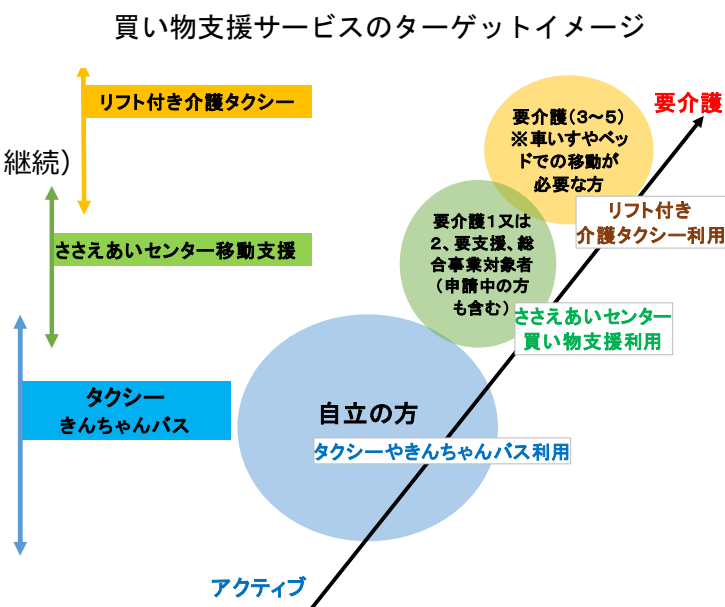 買い物支援サービスのターゲットイメージ
リフト付き介護タクシー
継続)
ささえあいセンター移動支援
タクシー
きんちゃんバス
要介護
要介護(3~5)
※車いすやベッ
ドでの移動が
必要な方
リフト付き
介護タクシー利用
要介護1又は
2、要支援、総
合事業対象者
(申請中の方
も含む)
ささえあいセンター
買い物支援利用
自立の方
タクシーやきんちゃんバス利用
アクティブ